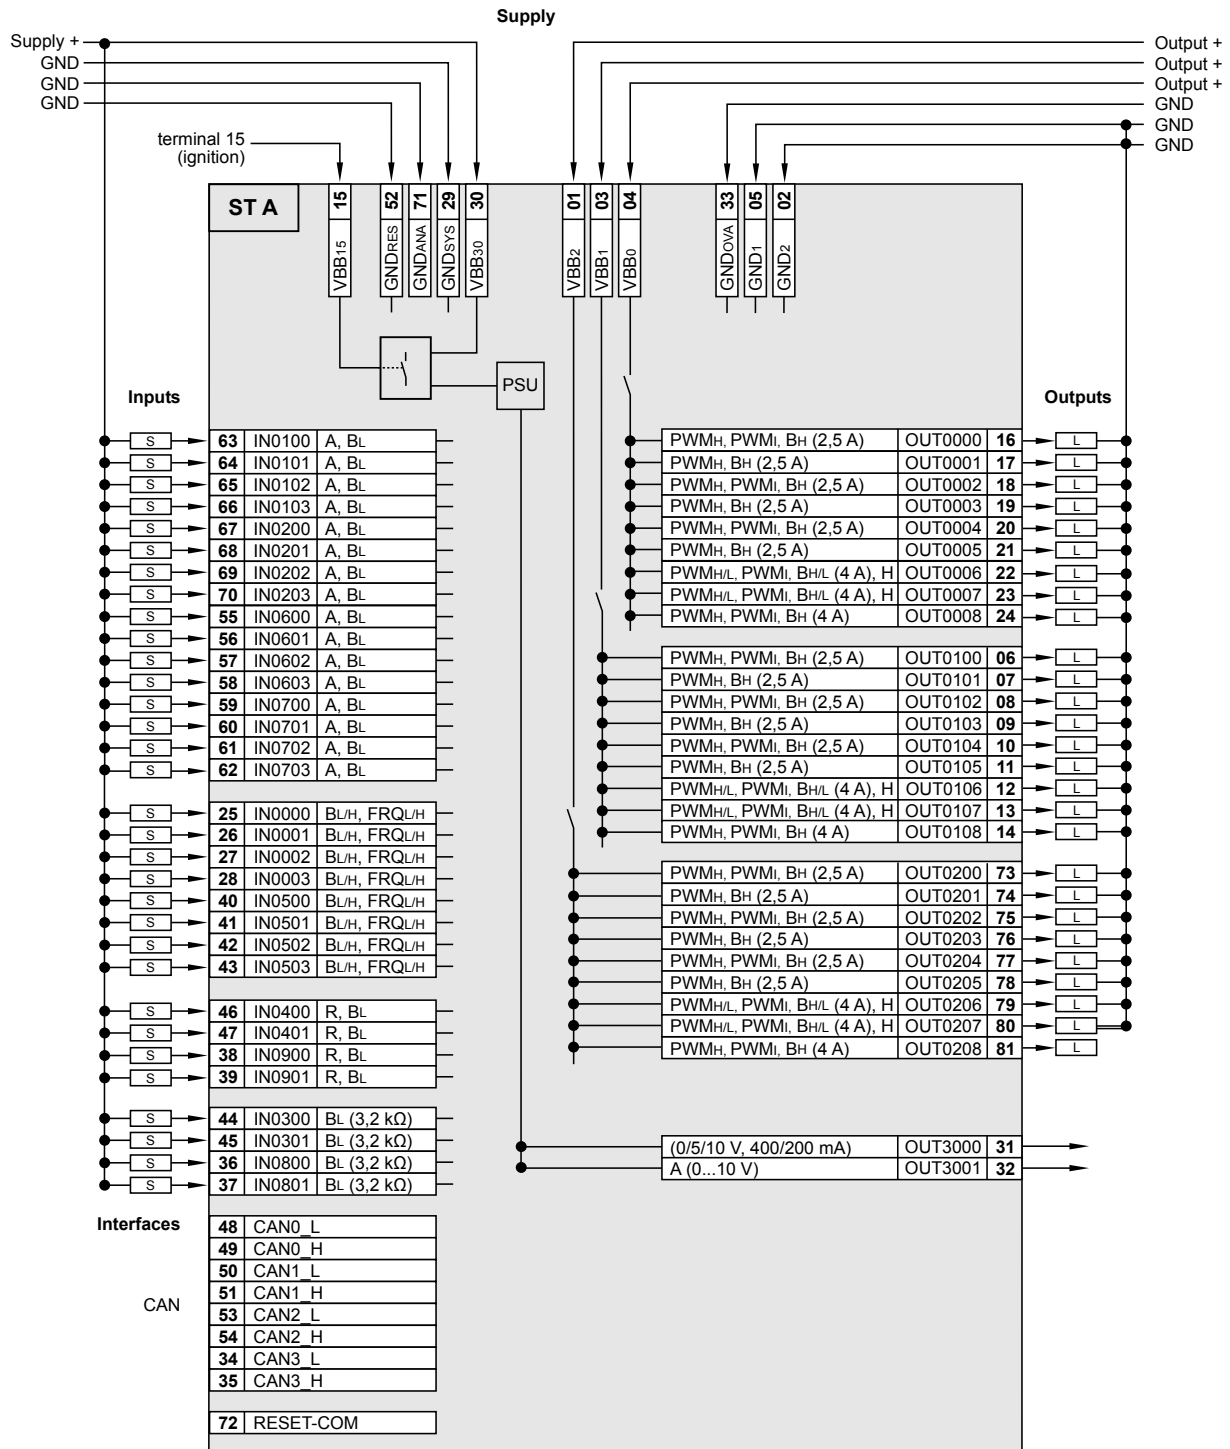 Supply
Supply +
GND
GND
GND
terminal 15
(ignition)
Output +
Output +
Output +
GND
GND
GND
ST A
15 VBB15
52 GNDRES
71 GNDANA
29 GNDSYS
30 VBB30
01 VBB2
03 VBB1
04 VBB0
33 GNDOVA
05 GND1
02 GND2
PSU
Inputs
S 63 IN0100 A, BL
S 64 IN0101 A, BL
S 65 IN0102 A, BL
S 66 IN0103 A, BL
S 67 IN0200 A, BL
S 68 IN0201 A, BL
S 69 IN0202 A, BL
S 70 IN0203 A, BL
S 55 IN0600 A, BL
S 56 IN0601 A, BL
S 57 IN0602 A, BL
S 58 IN0603 A, BL
S 59 IN0700 A, BL
S 60 IN0701 A, BL
S 61 IN0702 A, BL
S 62 IN0703 A, BL
S 25 IN0000 BL/H, FRQL/H
S 26 IN0001 BL/H, FRQL/H
S 27 IN0002 BL/H, FRQL/H
S 28 IN0003 BL/H, FRQL/H
S 40 IN0500 BL/H, FRQL/H
S 41 IN0501 BL/H, FRQL/H
S 42 IN0502 BL/H, FRQL/H
S 43 IN0503 BL/H, FRQL/H
S 46 IN0400 R, BL
S 47 IN0401 R, BL
S 38 IN0900 R, BL
S 39 IN0901 R, BL
S 44 IN0300 BL (3,2 kΩ)
S 45 IN0301 BL (3,2 kΩ)
S 36 IN0800 BL (3,2 kΩ)
S 37 IN0801 BL (3,2 kΩ)
Interfaces
CAN
48 CAN0_L
49 CAN0_H
50 CAN1_L
51 CAN1_H
53 CAN2_L
54 CAN2_H
34 CAN3_L
35 CAN3_H
72 RESET-COM
Outputs
PWMH, PWMI, BH (2,5 A) OUT0000 16 L
PWMH, BH (2,5 A) OUT0001 17 L
PWMH, PWMI, BH (2,5 A) OUT0002 18 L
PWMH, BH (2,5 A) OUT0003 19 L
PWMH, PWMI, BH (2,5 A) OUT0004 20 L
PWMH, BH (2,5 A) OUT0005 21 L
PWMH/L, PWMI, BH/L (4 A), H OUT0006 22 L
PWMH/L, PWMI, BH/L (4 A), H OUT0007 23 L
PWMH, PWMI, BH (4 A) OUT0008 24 L
PWMH, PWMI, BH (2,5 A) OUT0100 06 L
PWMH, BH (2,5 A) OUT0101 07 L
PWMH, PWMI, BH (2,5 A) OUT0102 08 L
PWMH, BH (2,5 A) OUT0103 09 L
PWMH, PWMI, BH (2,5 A) OUT0104 10 L
PWMH, BH (2,5 A) OUT0105 11 L
PWMH/L, PWMI, BH/L (4 A), H OUT0106 12 L
PWMH/L, PWMI, BH/L (4 A), H OUT0107 13 L
PWMH, PWMI, BH (4 A) OUT0108 14 L
PWMH, PWMI, BH (2,5 A) OUT0200 73 L
PWMH, BH (2,5 A) OUT0201 74 L
PWMH, PWMI, BH (2,5 A) OUT0202 75 L
PWMH, BH (2,5 A) OUT0203 76 L
PWMH, PWMI, BH (2,5 A) OUT0204 77 L
PWMH, BH (2,5 A) OUT0205 78 L
PWMH/L, PWMI, BH/L (4 A), H OUT0206 79 L
PWMH/L, PWMI, BH/L (4 A), H OUT0207 80 L
PWMH, PWMI, BH (4 A) OUT0208 81 L
(0/5/10 V, 400/200 mA) OUT3000 31
A (0...10 V) OUT3001 32